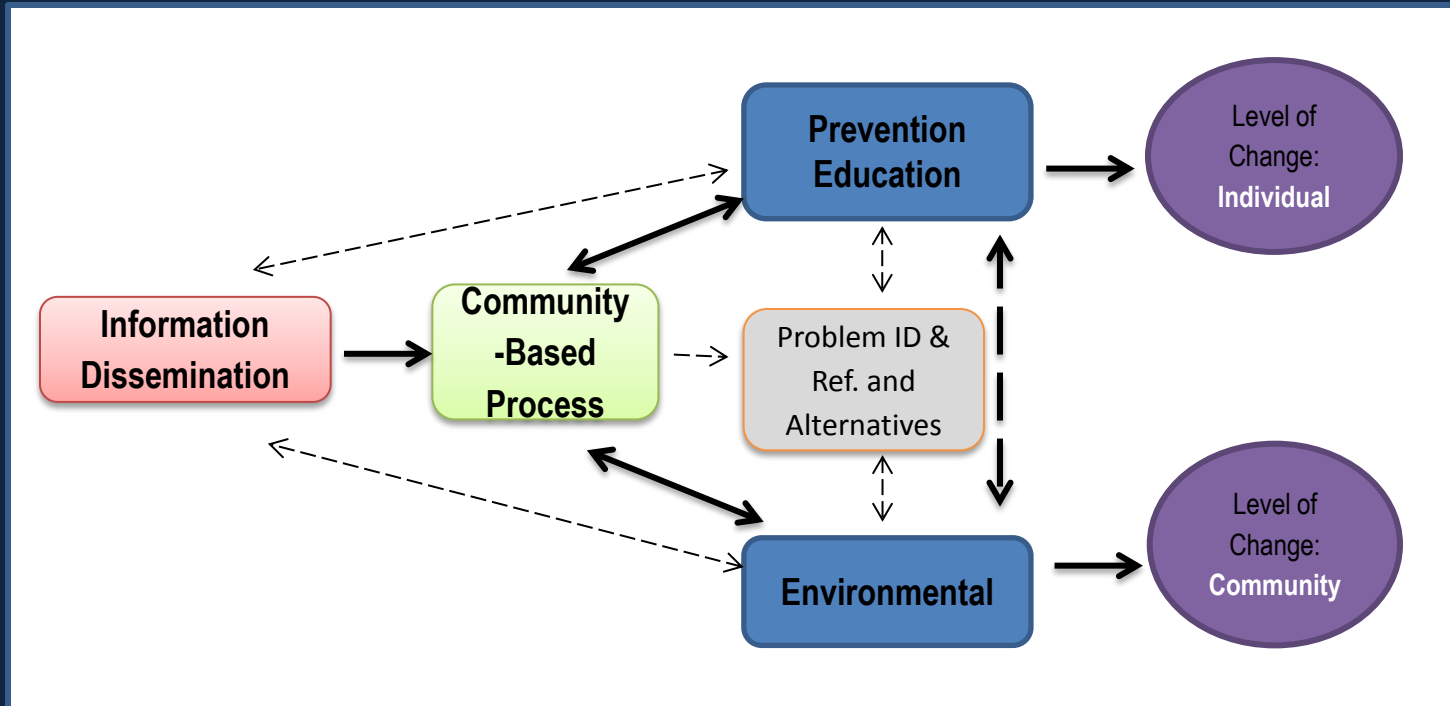 Information
Dissemination
Community
-Based
Process
Prevention
Education
Problem ID &
Ref. and
Alternatives
Environmental
Level of
Change:
Individual
Level of
Change:
Community